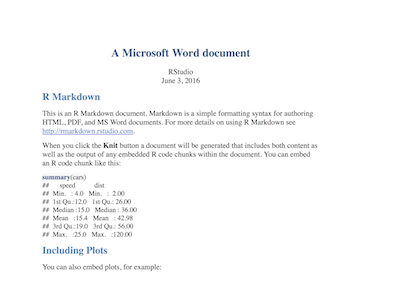 A Microsoft Word document
RStudio
June 3, 2016
R Markdown
This is an R Markdown document. Markdown is a simple formatting syntax for authoring
HTML, PDF, and MS Word documents. For more details on using R Markdown see
http://rmarkdown.rstudio.com.
When you click the Knit button a document will be generated that includes both content as
well as the output of any embedded R code chunks within the document. You can embed
an R code chunk like this:
summary(cars)
##      speed           dist
##  Min.   : 4.0   Min.   :  2.00
##  1st Qu.:12.0   1st Qu.: 26.00
##  Median :15.0   Median : 36.00
##  Mean   :15.4   Mean   : 42.98
##  3rd Qu.:19.0   3rd Qu.: 56.00
##  Max.   :25.0   Max.   :120.00
Including Plots
You can also embed plots, for example: